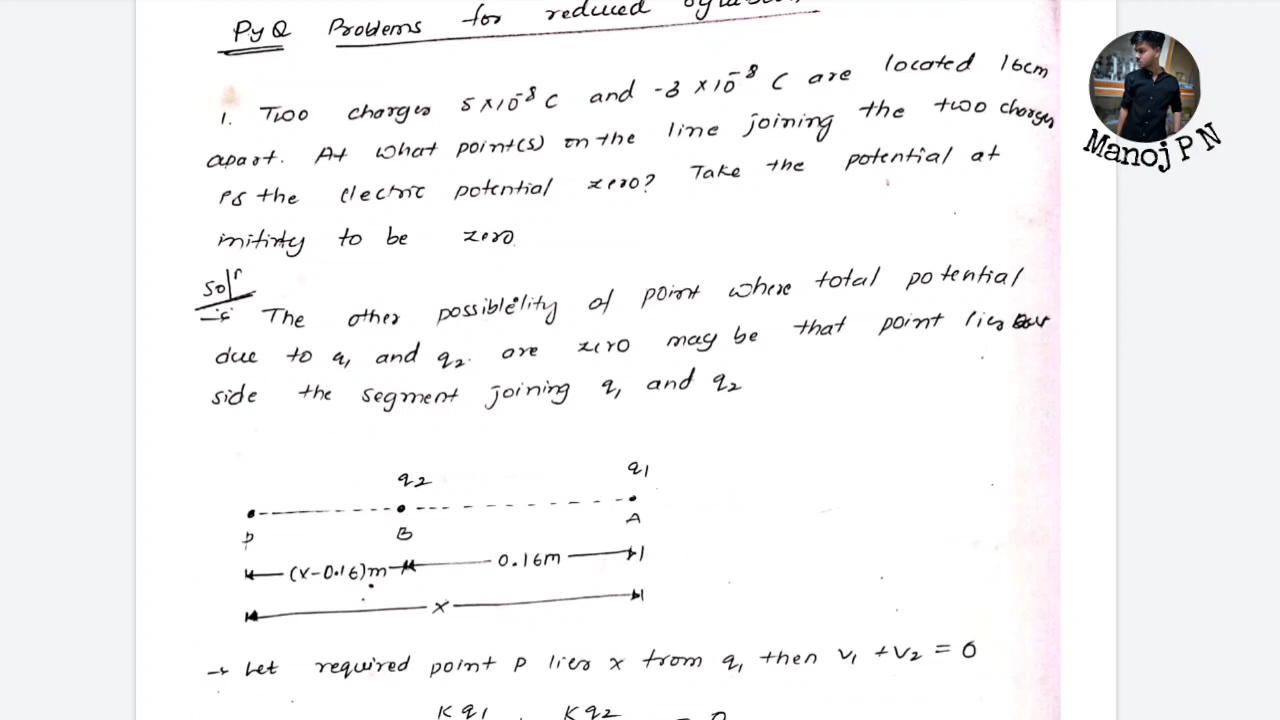 PyQ Problems for reduced
1. Two charges 5 x 10⁻⁸ C and -3 x 10⁻⁸ C are located 16cm
apart. At what point(s) on the line joining the two charges
is the electric potential zero? Take the potential at
to be zero.
Solⁿ
The other of point where total potential
due to q₁ and q₂. are zero may be that point lies
side the segment joining q₁ and q₂
q₂ q₁
P B A
(x-0.16)m 0.16m
x
→ Let required point P lies x from q₁ then V₁ + V₂ = 0
Kq₁ Kq₂ = 0
Manoj P N